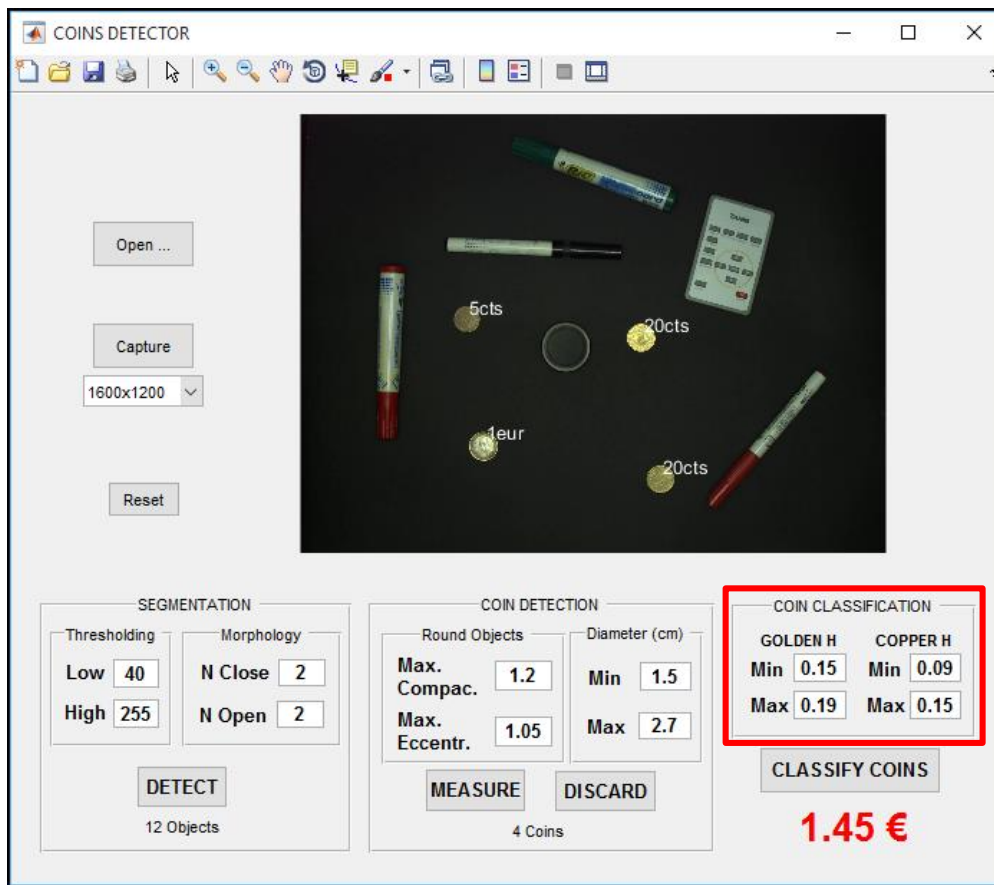 COINS DETECTOR
Open ...
Capture
1600x1200
Reset
5cts
20cts
1eur
20cts
SEGMENTATION
Thresholding
Low 40
High 255
Morphology
N Close 2
N Open 2
DETECT
12 Objects
COIN DETECTION
Round Objects
Max.
Compac. 1.2
Max.
Eccentr. 1.05
Diameter (cm)
Min 1.5
Max 2.7
MEASURE DISCARD
4 Coins
COIN CLASSIFICATION
GOLDEN H COPPER H
Min 0.15 Min 0.09
Max 0.19 Max 0.15
CLASSIFY COINS
1.45 €